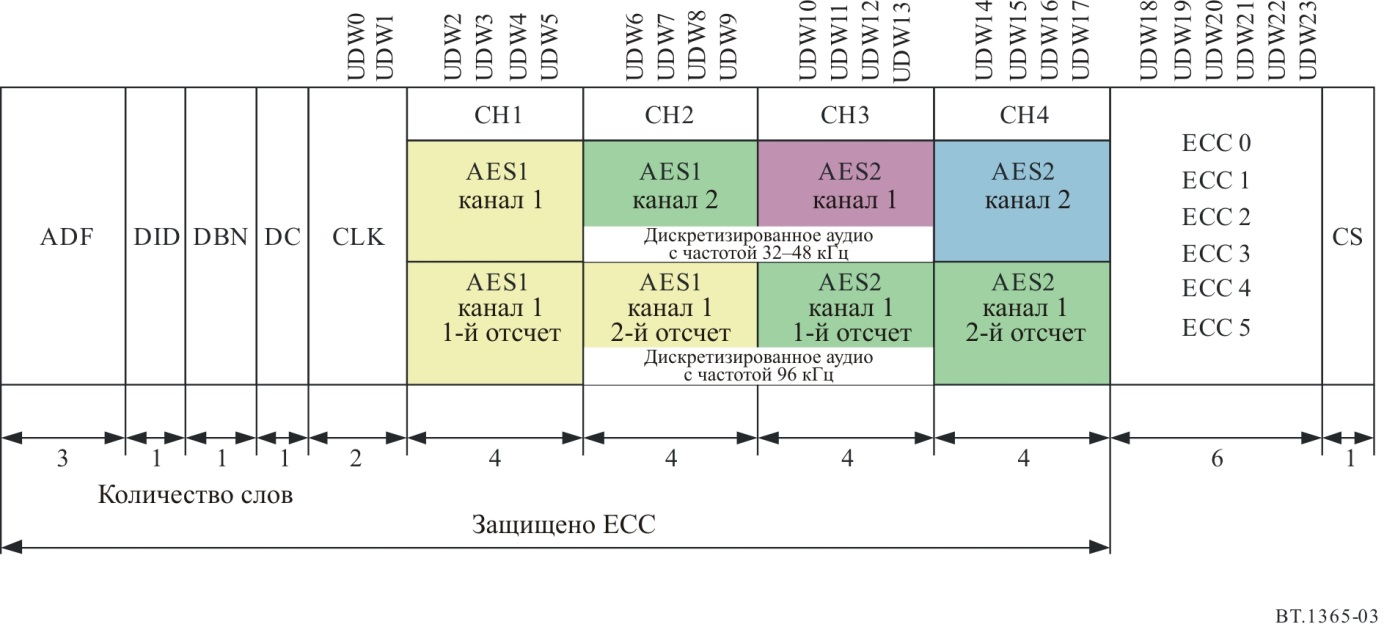 UDW0
UDW1
UDW2
UDW3
UDW4
UDW5
UDW6
UDW7
UDW8
UDW9
UDW10
UDW11
UDW12
UDW13
UDW14
UDW15
UDW16
UDW17
UDW18
UDW19
UDW20
UDW21
UDW22
UDW23
ADF
DID
DBN
DC
CLK
CH1
CH2
CH3
CH4
AES1
канал 1
AES1
канал 2
AES2
канал 1
AES2
канал 2
Дискретизированное аудио
с частотой 32–48 кГц
AES1
канал 1
1-й отсчет
AES1
канал 1
2-й отсчет
AES2
канал 1
1-й отсчет
AES2
канал 1
2-й отсчет
Дискретизированное аудио
с частотой 96 кГц
ECC 0
ECC 1
ECC 2
ECC 3
ECC 4
ECC 5
CS
3
1
1
1
2
4
4
4
4
6
1
Количество слов
Защищено ECC
BT.1365-03